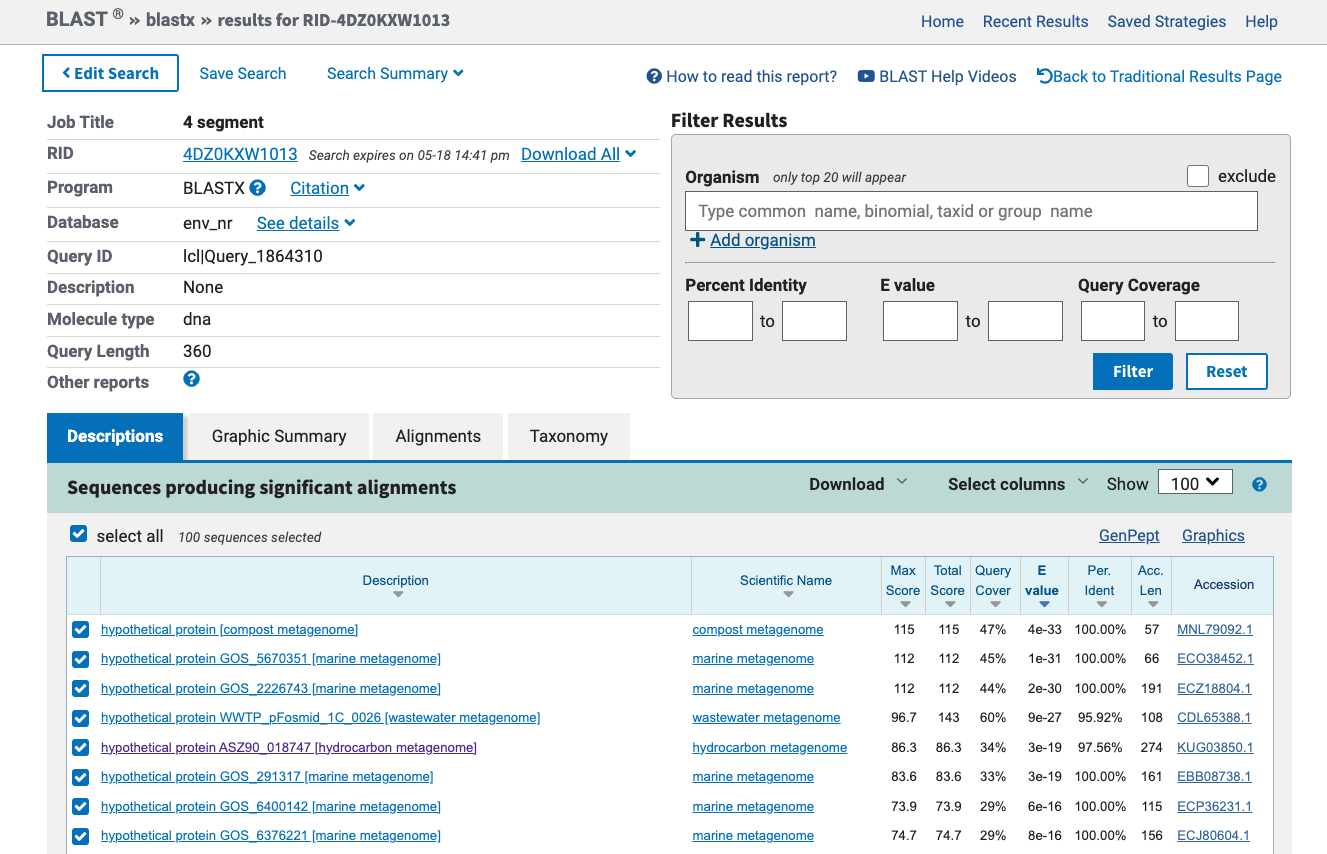 BLAST ® » blastx » results for RID-4DZ0KXW1013
Home Recent Results Saved Strategies Help
Edit Search Save Search Search Summary
How to read this report? BLAST Help Videos Back to Traditional Results Page
Job Title 4 segment
RID 4DZ0KXW1013 Search expires on 05-18 14:41 pm Download All
Program BLASTX Citation
Database env_nr See details
Query ID lcl|Query_1864310
Description None
Molecule type dna
Query Length 360
Other reports
Filter Results
Organism only top 20 will appear exclude
Type common name, binomial, taxid or group name
Add organism
Percent Identity E value Query Coverage
to to to
Filter Reset
Descriptions Graphic Summary Alignments Taxonomy
Sequences producing significant alignments Download Select columns Show 100
select all 100 sequences selected GenPept Graphics
Description Scientific Name Max Score Total Score Query Cover E value Per. Ident Acc. Len Accession
hypothetical protein [compost metagenome] compost metagenome 115 115 47% 4e-33 100.00% 57 MNL79092.1
hypothetical protein GOS_5670351 [marine metagenome] marine metagenome 112 112 45% 1e-31 100.00% 66 ECO38452.1
hypothetical protein GOS_2226743 [marine metagenome] marine metagenome 112 112 44% 2e-30 100.00% 191 ECZ18804.1
hypothetical protein WWTP_pFosmid_1C_0026 [wastewater metagenome] wastewater metagenome 96.7 143 60% 9e-27 95.92% 108 CDL65388.1
hypothetical protein ASZ90_018747 [hydrocarbon metagenome] hydrocarbon metagenome 86.3 86.3 34% 3e-19 97.56% 274 KUG03850.1
hypothetical protein GOS_291317 [marine metagenome] marine metagenome 83.6 83.6 33% 3e-19 100.00% 161 EBB08738.1
hypothetical protein GOS_6400142 [marine metagenome] marine metagenome 73.9 73.9 29% 6e-16 100.00% 115 ECP36231.1
hypothetical protein GOS_6376221 [marine metagenome] marine metagenome 74.7 74.7 29% 8e-16 100.00% 156 ECJ80604.1